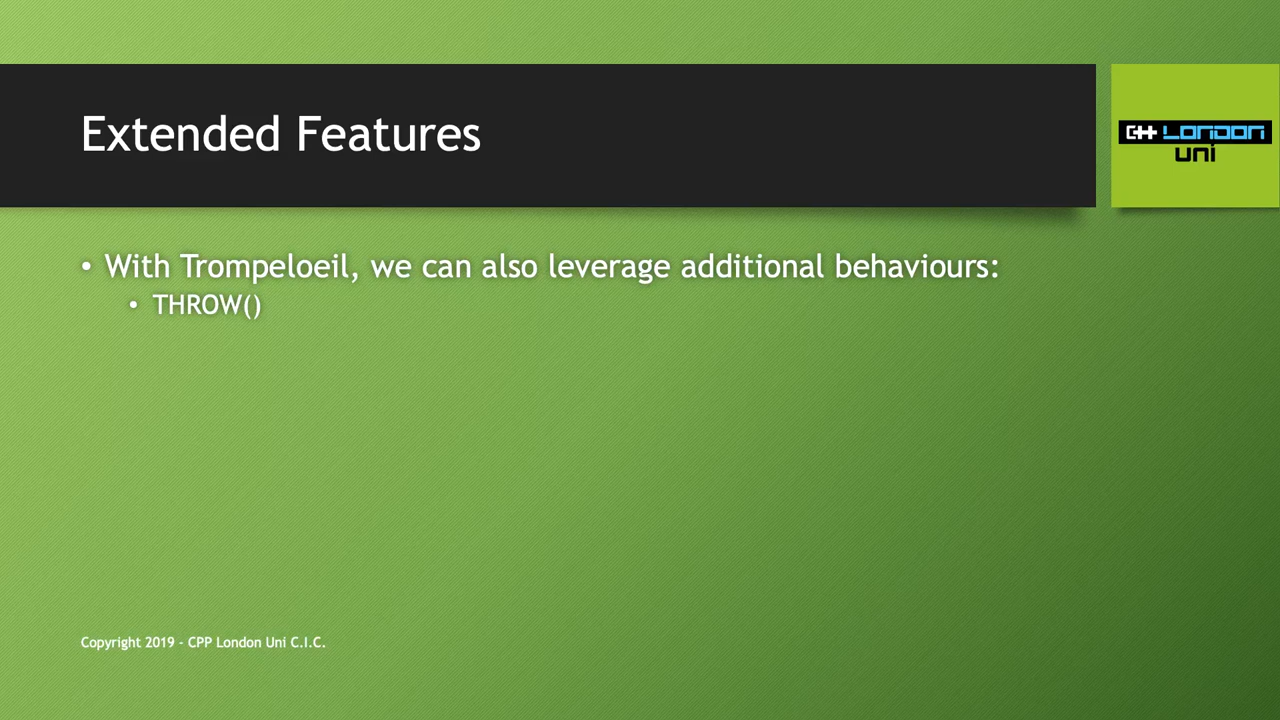 Extended Features
C++ London
uni
• With Trompeloeil, we can also leverage additional behaviours:
• THROW()
Copyright 2019 - CPP London Uni C.I.C.